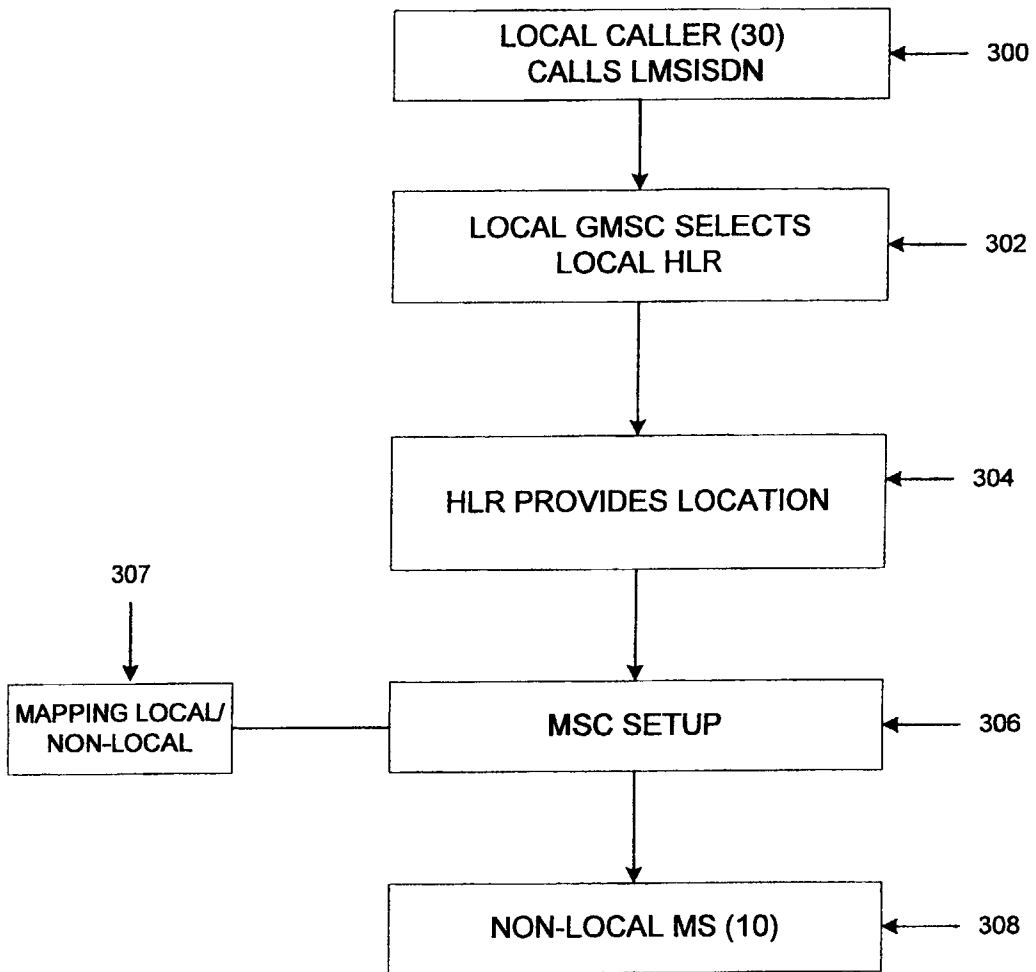 LOCAL CALLER (30)
CALLS LMSISDN
300
LOCAL GMSC SELECTS
LOCAL HLR
302
HLR PROVIDES LOCATION
304
307
MAPPING LOCAL/
NON-LOCAL
MSC SETUP
306
NON-LOCAL MS (10)
308